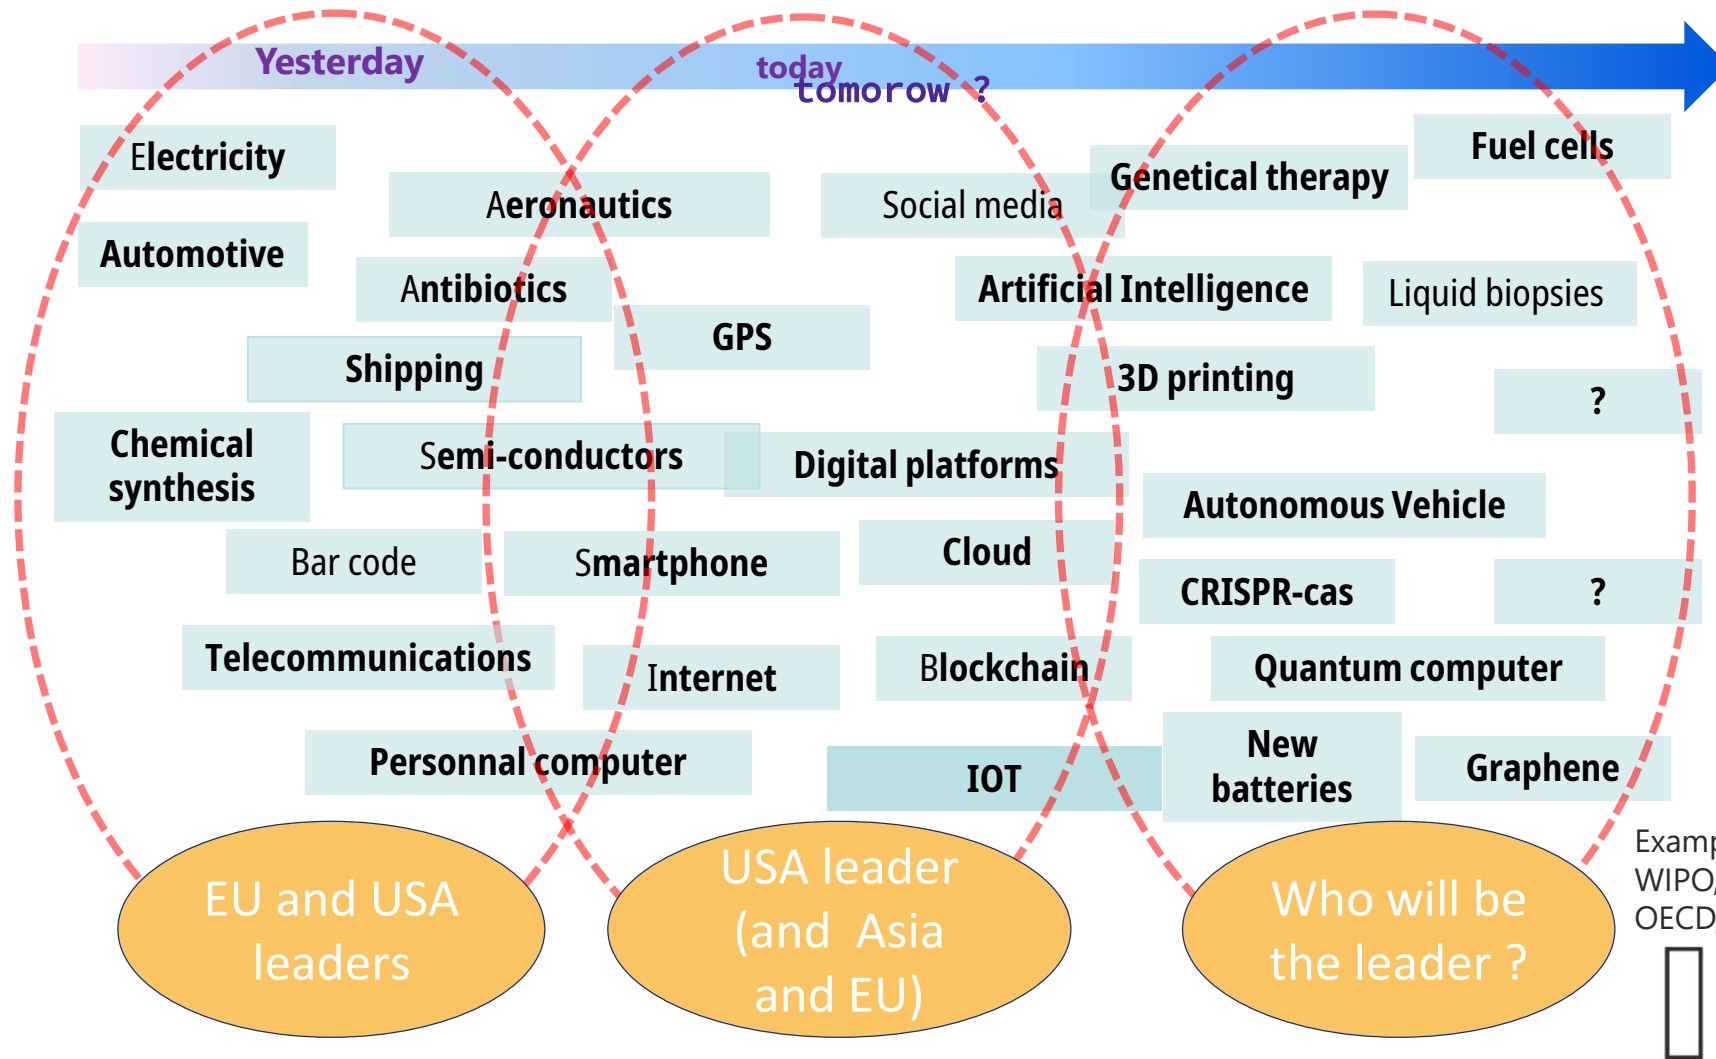 Yesterday
today
tomorow ?
Electricity
Aeronautics
Social media
Genetical therapy
Fuel cells
Automotive
Antibiotics
Artificial Intelligence
Liquid biopsies
GPS
Shipping
3D printing
?
Chemical
synthesis
Semi-conductors
Digital platforms
Autonomous Vehicle
Bar code
Smartphone
Cloud
CRISPR-cas
?
Telecommunications
Internet
Blockchain
Quantum computer
Personnal computer
IOT
New
batteries
Graphene
EU and USA
leaders
USA leader
(and Asia
and EU)
Who will be
the leader ?
WIPO,
OECD,